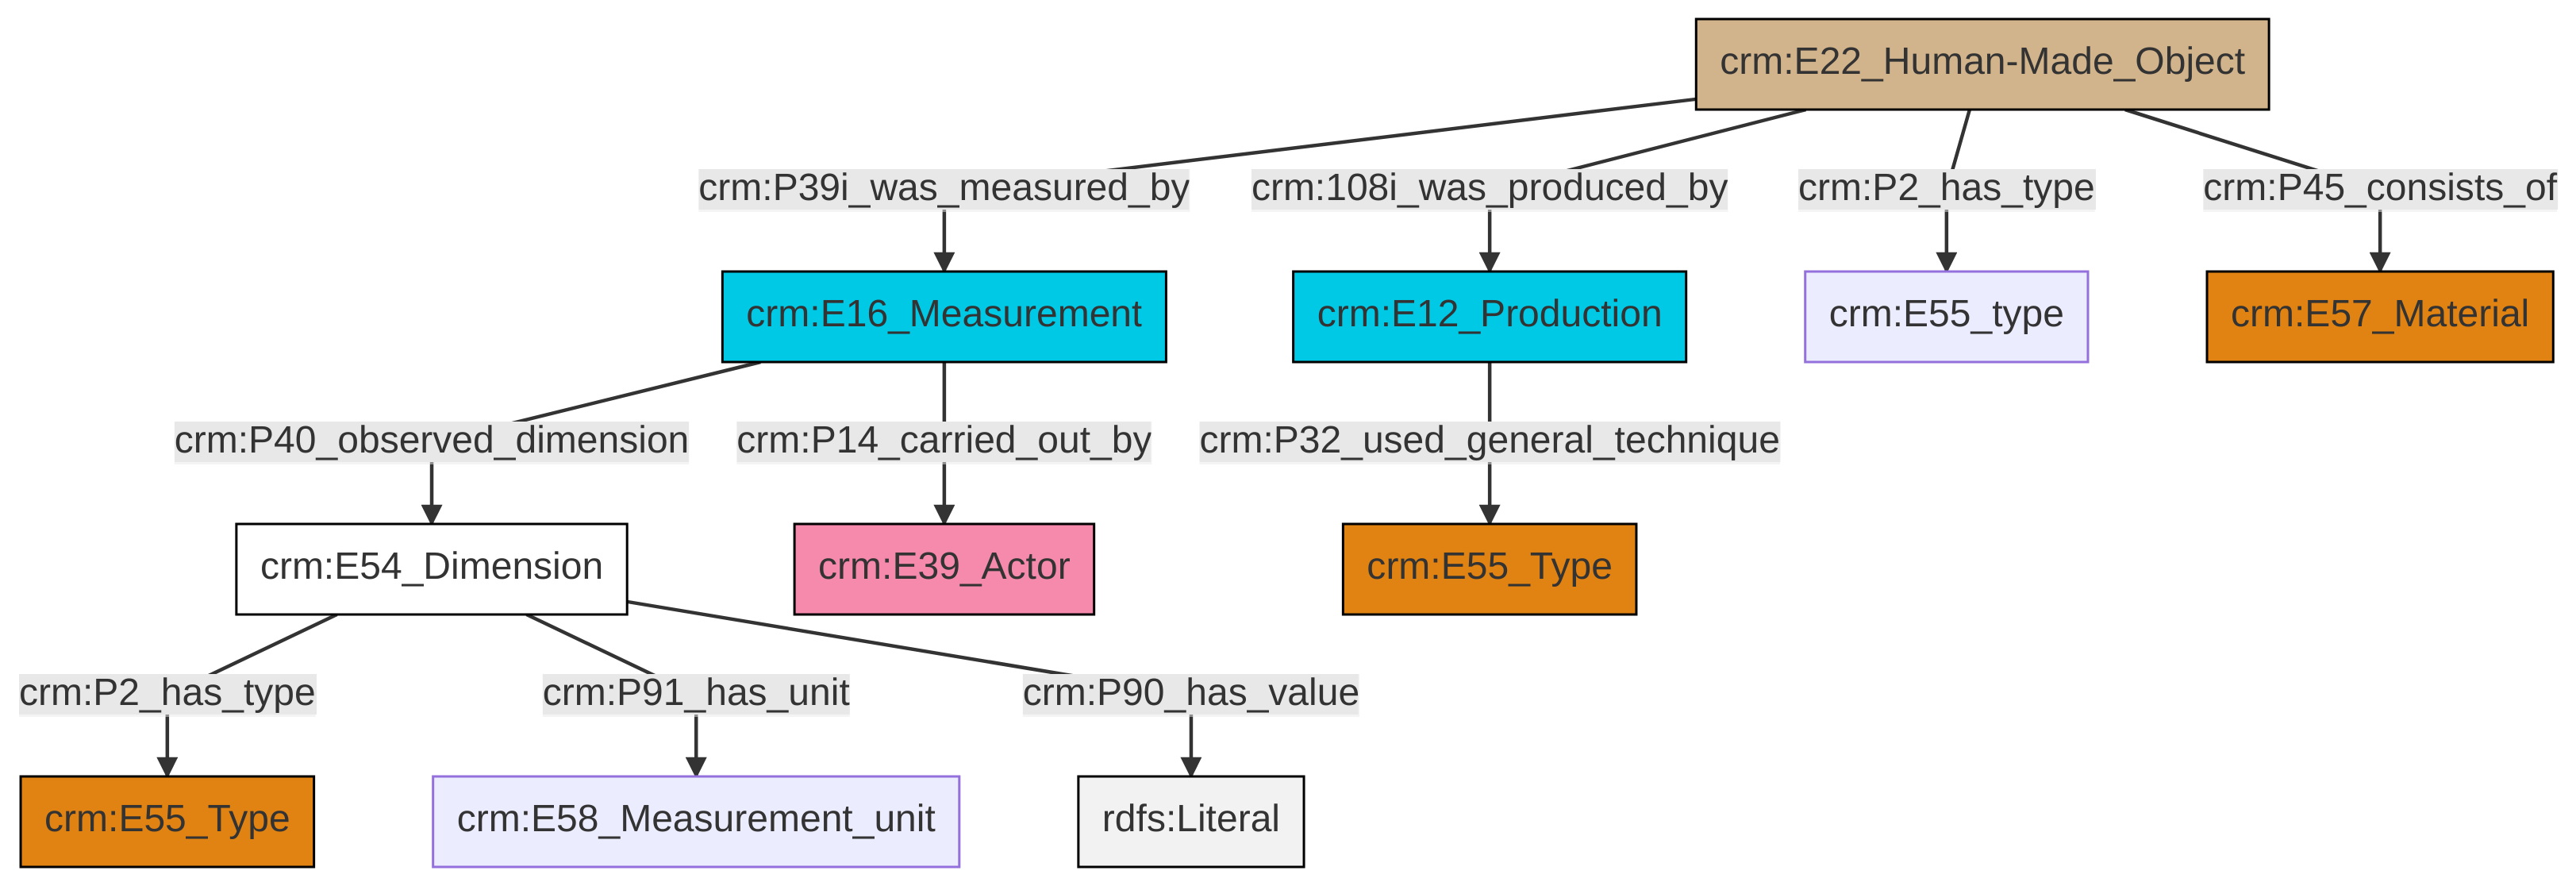 crm:E22_Human-Made_Object
crm:P39i_was_measured_by
crm:108i_was_produced_by
crm:P2_has_type
crm:P45_consists_of
crm:E16_Measurement
crm:E12_Production
crm:E55_type
crm:E57_Material
crm:P40_observed_dimension
crm:P14_carried_out_by
crm:P32_used_general_technique
crm:E54_Dimension
crm:E39_Actor
crm:E55_Type
crm:P2_has_type
crm:P91_has_unit
crm:P90_has_value
crm:E55_Type
crm:E58_Measurement_unit
rdfs:Literal